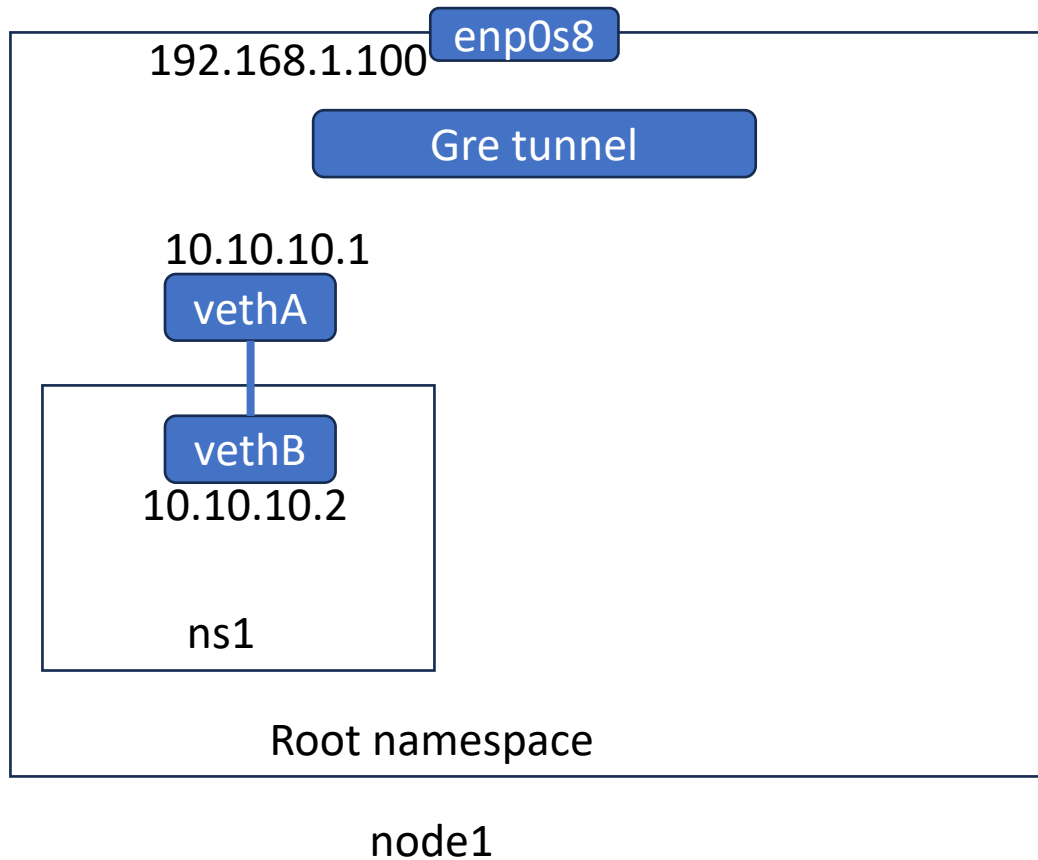 enp0s8
192.168.1.100
Gre tunnel
10.10.10.1
vethA
vethB
10.10.10.2
ns1
Root namespace
node1